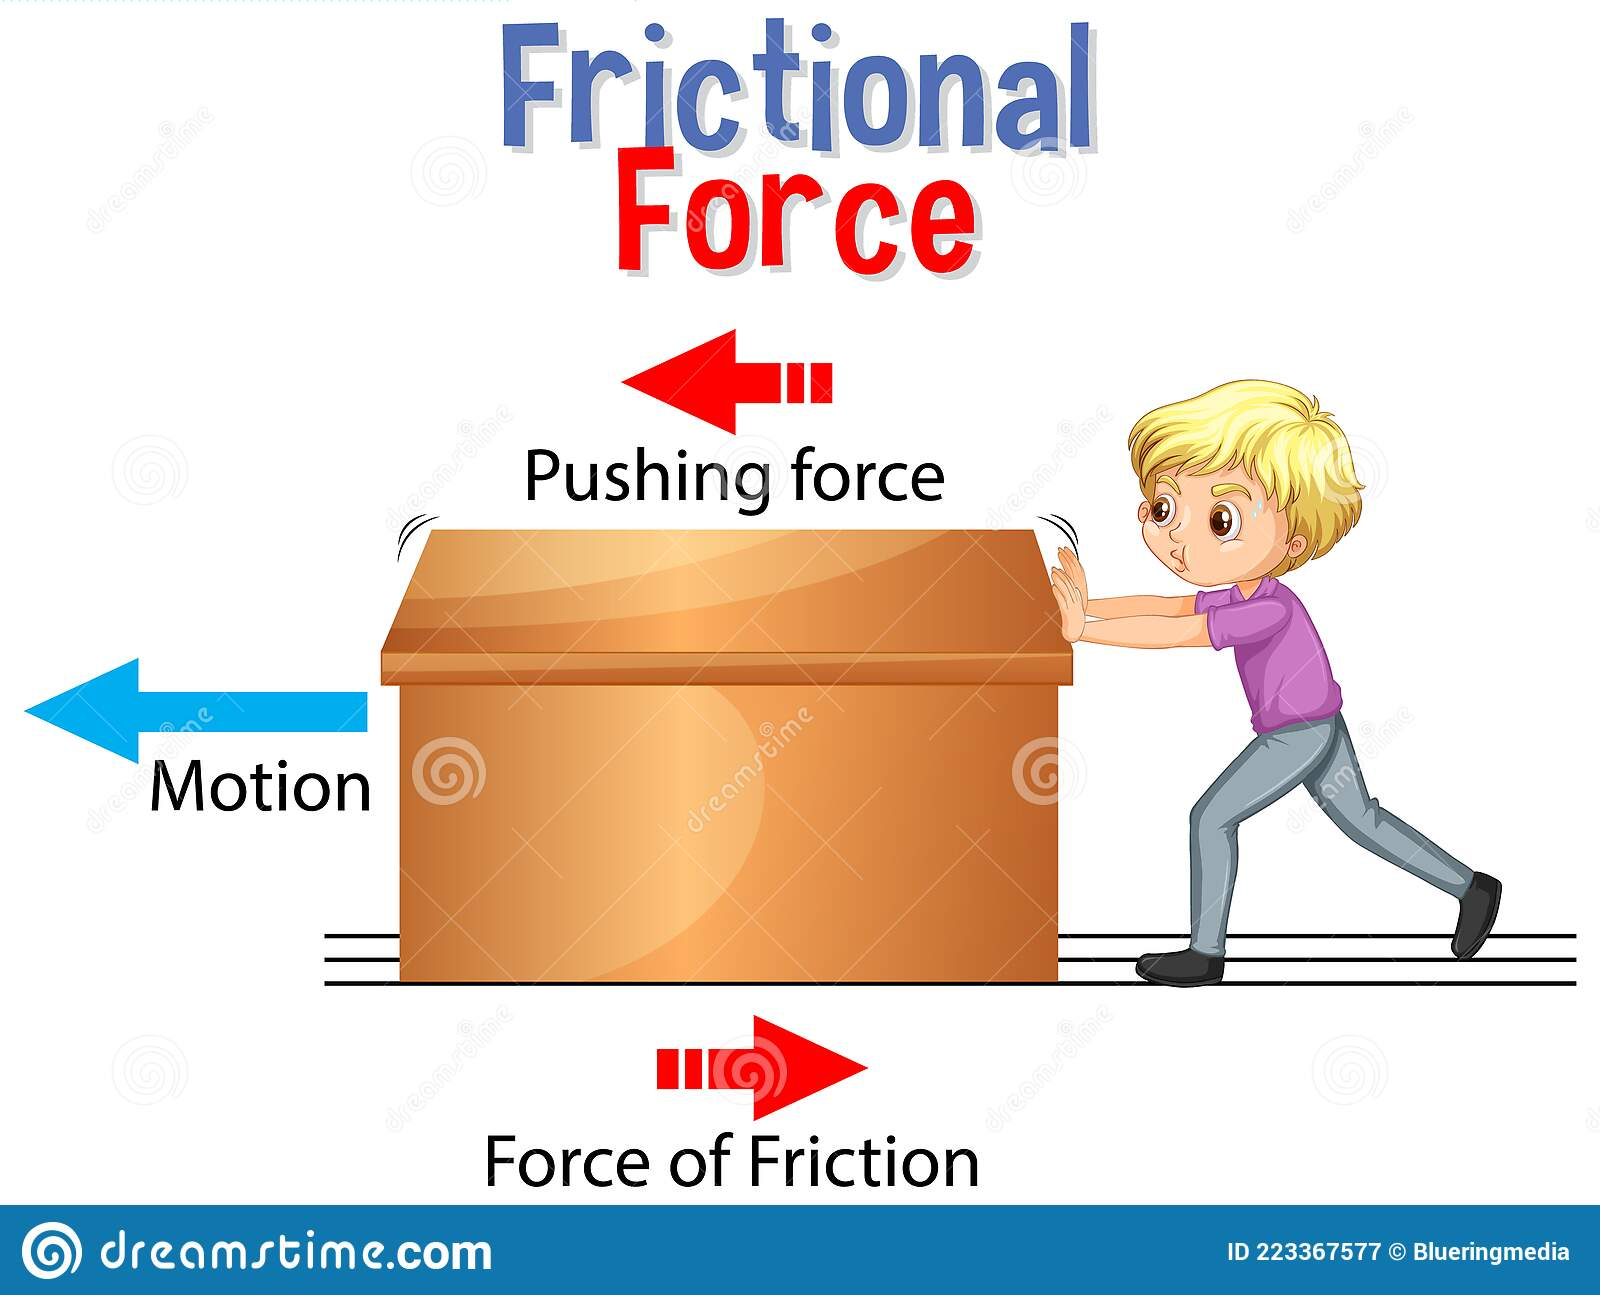 Frictional
Force
Pushing force
Motion
Force of Friction
dreamstime.com
ID 223367577 © Blueringmedia